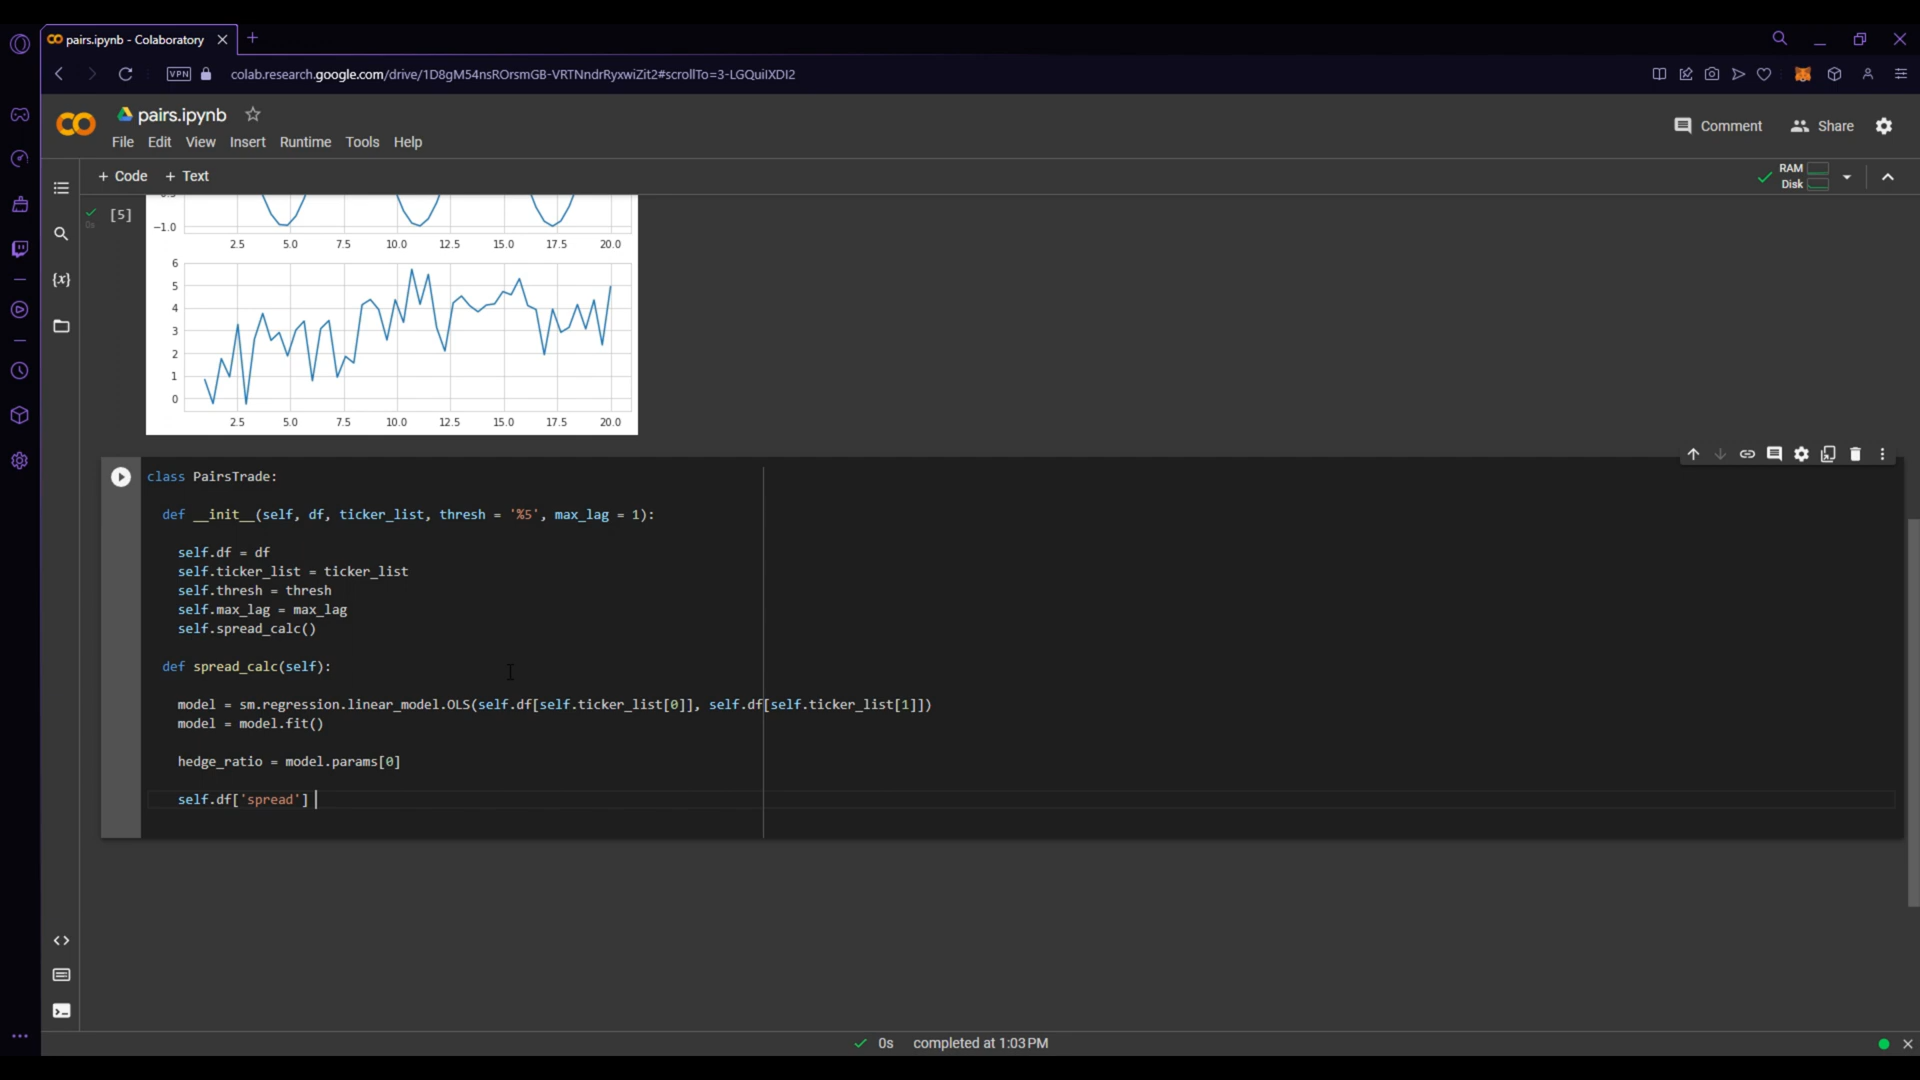 pairs.ipynb - Colaboratory
VPN
colab.research.google.com/drive/1D8gM54nsROrsmGB-VRTNndrRyxwiZit2#scrollTo=3-LGQuiIXDI2
pairs.ipynb
File Edit View Insert Runtime Tools Help
Comment Share
+ Code + Text
RAM
Disk
[5]
0s
−1.0
2.5 5.0 7.5 10.0 12.5 15.0 17.5 20.0
6
5
4
3
2
1
0
2.5 5.0 7.5 10.0 12.5 15.0 17.5 20.0
class PairsTrade:
def __init__(self, df, ticker_list, thresh = '%5', max_lag = 1):
self.df = df
self.ticker_list = ticker_list
self.thresh = thresh
self.max_lag = max_lag
self.spread_calc()
def spread_calc(self):
model = sm.regression.linear_model.OLS(self.df[self.ticker_list[0]], self.df[self.ticker_list[1]])
model = model.fit()
hedge_ratio = model.params[0]
self.df['spread']
0s completed at 1:03 PM